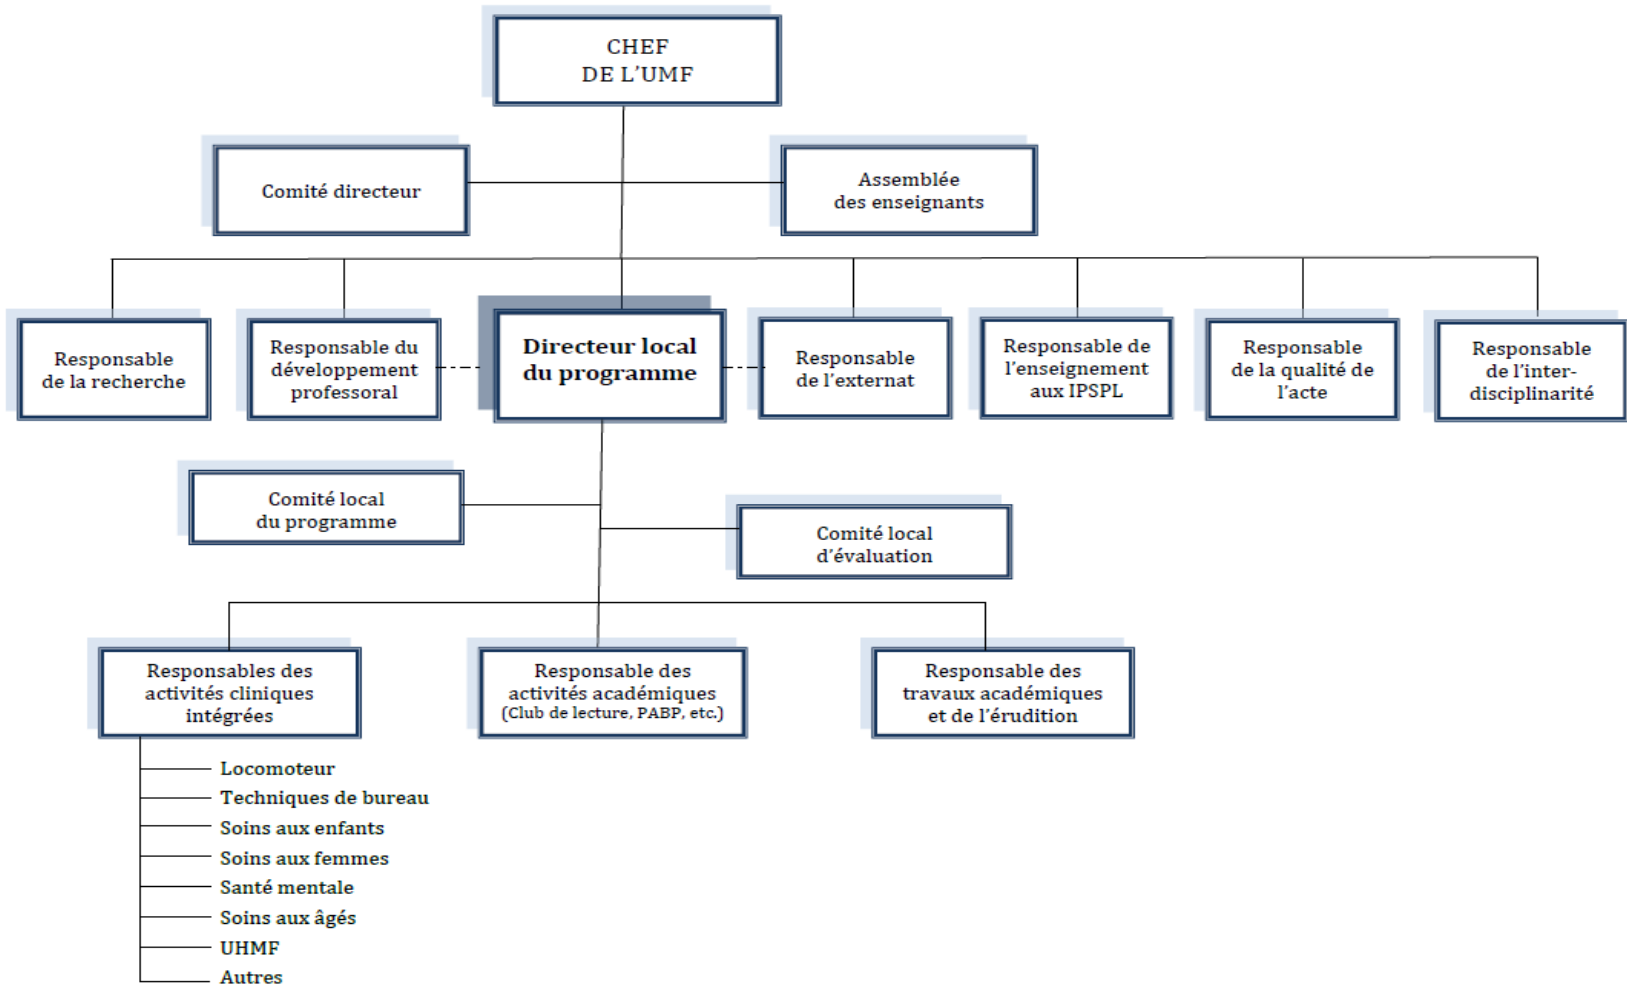 CHEF
DE L'UMF
Comité directeur
Assemblée
des enseignants
Responsable
de la recherche
Responsable du
développement
professoral
Directeur local
du programme
Responsable
de l'externat
Responsable de
l'enseignement
aux IPSPL
Responsable
de la qualité de
l'acte
Responsable
de l'inter-
disciplinarité
Comité local
du programme
Comité local
d'évaluation
Responsables des
activités cliniques
intégrées
Responsable des
activités académiques
(Club de lecture, PABP, etc.)
Responsable des
travaux académiques
et de l'érudition
Locomoteur
Techniques de bureau
Soins aux enfants
Soins aux femmes
Santé mentale
Soins aux âgés
UHMF
Autres